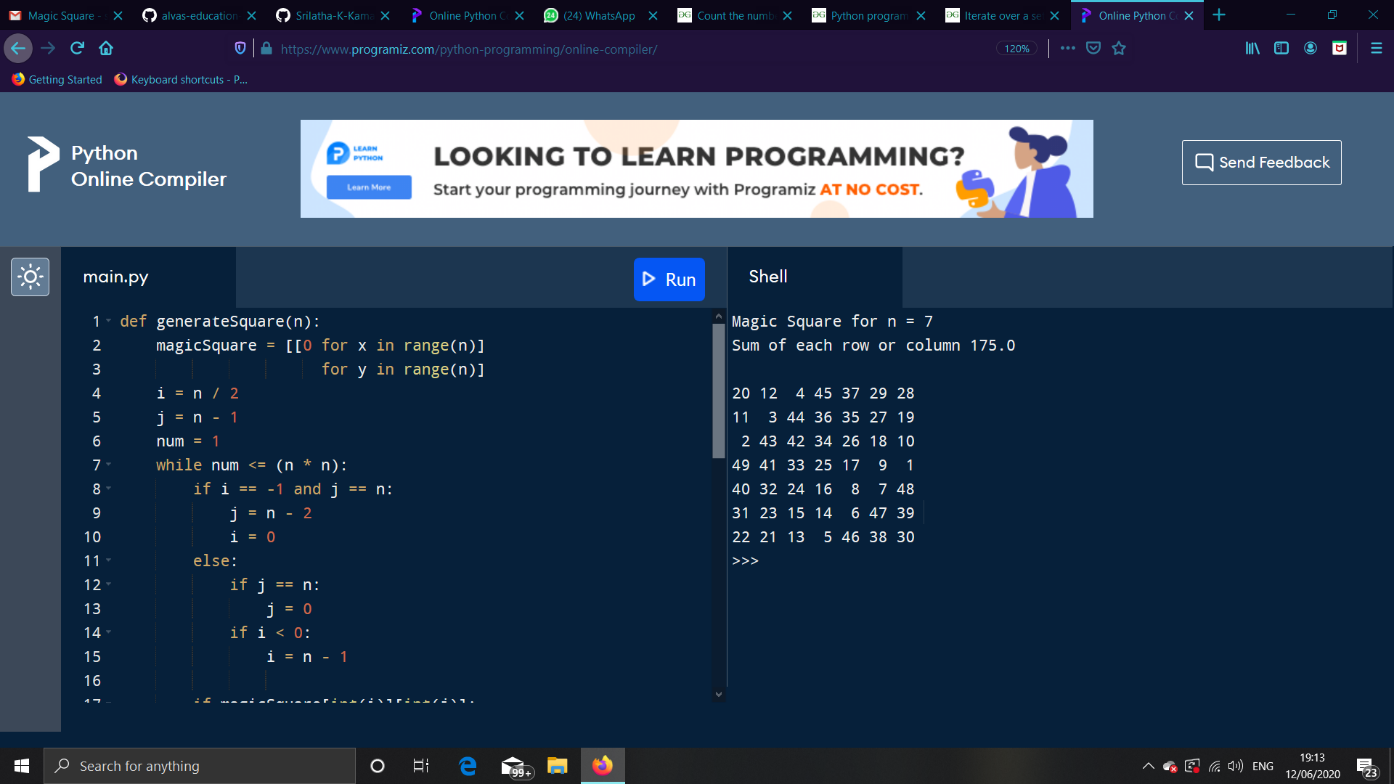 Magic Square -
alvas-education
Srilatha-K-Kama
Online Python C
(24) WhatsApp
Count the numb
Python program
Iterate over a se
Online Python C
https://www.programiz.com/python-programming/online-compiler/
120%
Getting Started
Keyboard shortcuts - P...
Python
Online Compiler
LEARN
PYTHON
Learn More
LOOKING TO LEARN PROGRAMMING?
Start your programming journey with Programiz AT NO COST.
Send Feedback
main.py
Run
Shell
1 def generateSquare(n):
2 magicSquare = [[0 for x in range(n)]
3 for y in range(n)]
4 i = n / 2
5 j = n - 1
6 num = 1
7 while num <= (n * n):
8 if i == -1 and j == n:
9 j = n - 2
10 i = 0
11 else:
12 if j == n:
13 j = 0
14 if i < 0:
15 i = n - 1
16
17 if magicSquare[int(i)][int(j)]:
Magic Square for n = 7
Sum of each row or column 175.0
20 12 4 45 37 29 28
11 3 44 36 35 27 19
2 43 42 34 26 18 10
49 41 33 25 17 9 1
40 32 24 16 8 7 48
31 23 15 14 6 47 39
22 21 13 5 46 38 30
>>>
Search for anything
99+
ENG
19:13
12/06/2020
23